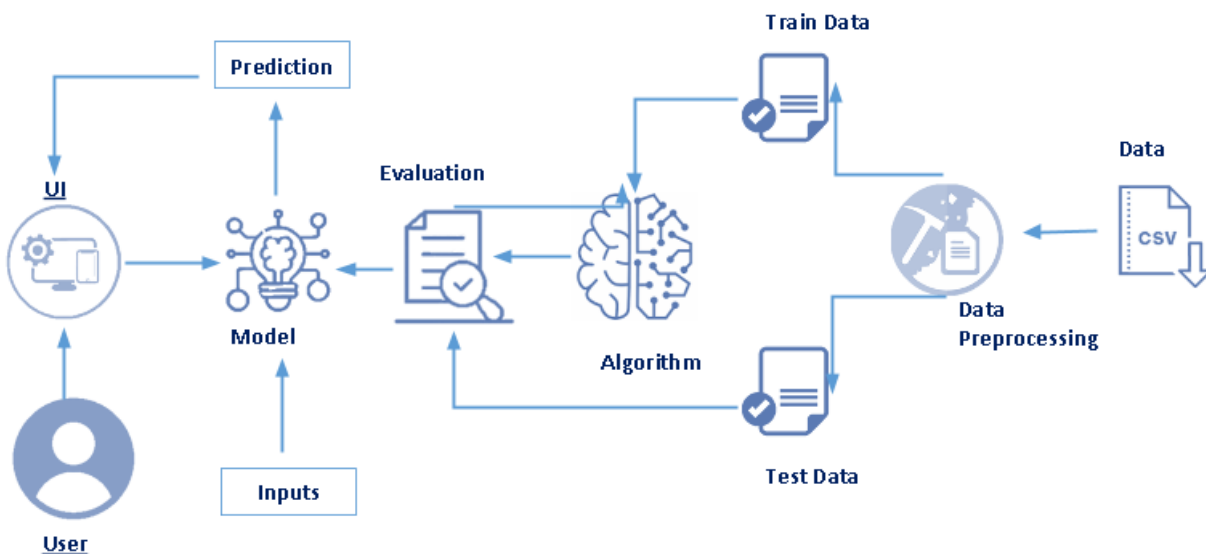 Train Data
Prediction
Data
Evaluation
UI
CSV
Data
Preprocessing
Model
Algorithm
Test Data
Inputs
User